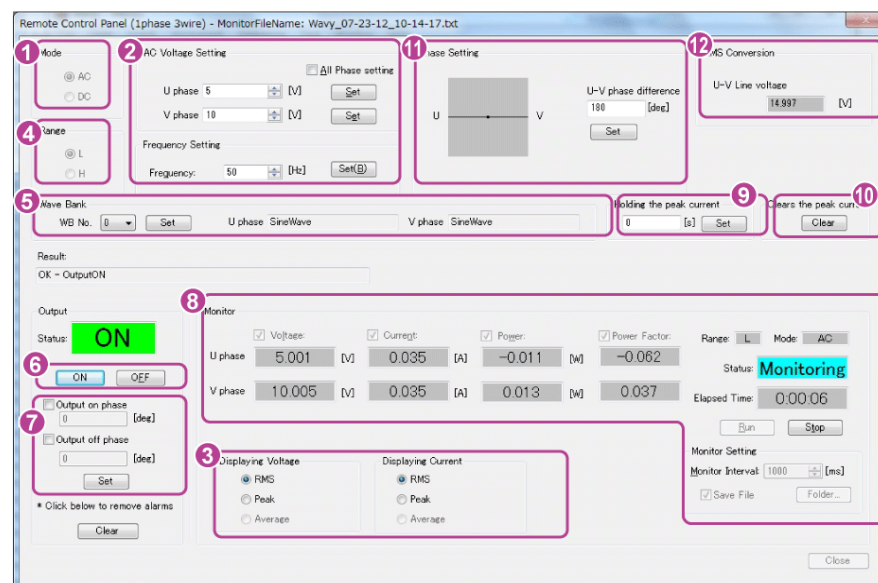 Remote Control Panel (1phase 3wire) - MonitorFileName: Wavy_07-23-12_10-14-17.txt
1
Mode
AC
DC
2
AC Voltage Setting
All Phase setting
U phase 5 [V] Set
V phase 10 [V] Set
Frequency Setting
Frequency: 50 [Hz] Set(B)
11
Phase Setting
U V
U-V phase difference
180 [deg]
Set
12
RMS Conversion
U-V Line voltage
14.997 [V]
4
Range
L
H
5
Wave Bank
WB No. 0 Set U phase SineWave V phase SineWave
9
Holding the peak current
0 [s] Set
10
Clears the peak curr
Clear
Result:
OK - OutputON
Output
Status: ON
6
ON OFF
7
Output on phase
0 [deg]
Output off phase
0 [deg]
Set
* Click below to remove alarms
Clear
8
Monitor
Voltage: Current: Power: Power Factor:
U phase 5.001 [V] 0.035 [A] -0.011 [W] -0.062
V phase 10.005 [V] 0.035 [A] 0.013 [W] 0.037
Range: L Mode: AC
Status: Monitoring
Elapsed Time: 0:00:06
Run Stop
Monitor Setting
Monitor Interval: 1000 [ms]
Save File Folder...
3
Displaying Voltage
RMS
Peak
Average
Displaying Current
RMS
Peak
Average
Close